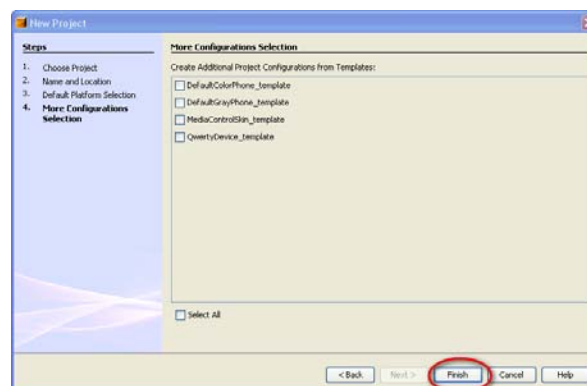 New Project
Steps
1. Choose Project
2. Name and Location
3. Default Platform Selection
4. More Configurations
Selection
More Configurations Selection
Create Additional Project Configurations from Templates:
DefaultColorPhone_template
DefaultGrayPhone_template
MediaControlSkin_template
QwertyDevice_template
Select All
< Back
Next >
Finish
Cancel
Help